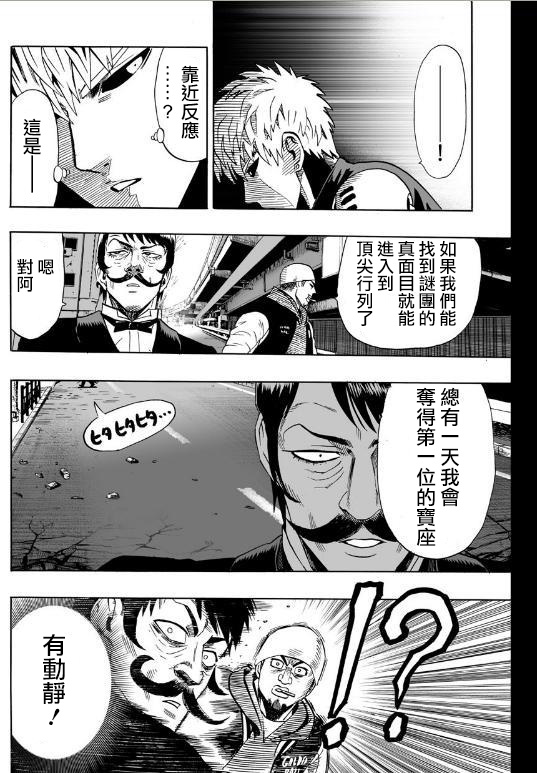 ——！
靠近反應
……？
這是——
如果我們能
找到謎團的
真面目就能
進入到
頂尖行列了
嗯
對阿
總有一天我會
奪得第一位的寶座
ヒタヒタヒタ…
!?
有動靜！